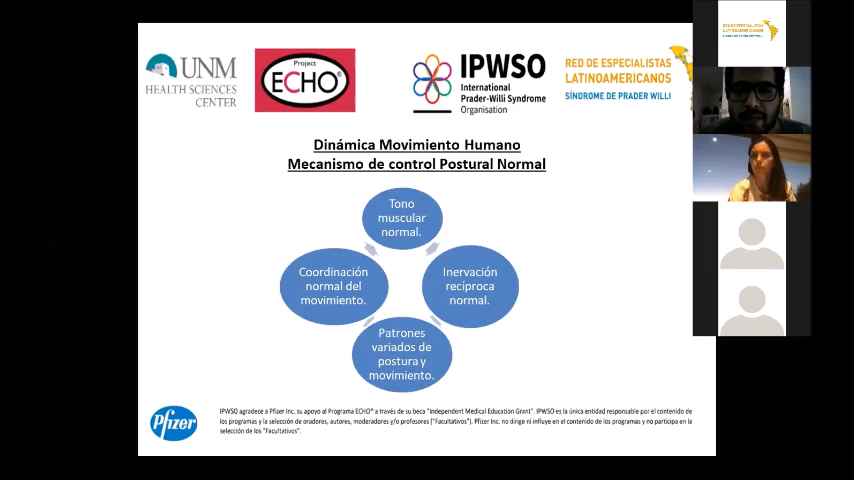 UNM
HEALTH SCIENCES
CENTER
Project
ECHO®
IPWSO
International
Prader-Willi Syndrome
Organisation
RED DE ESPECIALISTAS
LATINOAMERICANOS
SÍNDROME DE PRADER WILLI
RED DE ESPECIALISTAS
LATINOAMERICANOS
Dinámica Movimiento Humano
Mecanismo de control Postural Normal
Tono
muscular
normal.
Coordinación
normal del
movimiento.
Inervación
recíproca
normal.
Patrones
variados de
postura y
movimiento.
Pfizer
IPWSO agradece a Pfizer Inc. su apoyo al Programa ECHO® a través de su beca "Independent Medical Education Grant". IPWSO es la única entidad responsable por el contenido de
los programas y la selección de oradores, autores, moderadores y/o profesores ("Facultativos"). Pfizer Inc. no dirige ni influye en el contenido de los programas y no participa en la
selección de los "Facultativos".